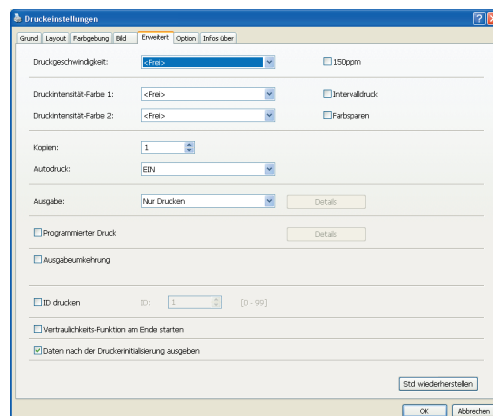 Druckeinstellungen
Grund Layout Farbgebung Bild Erweitert Option Infos über
Druckgeschwindigkeit: <Frei> 150ppm
Druckintensität-Farbe 1: <Frei> Intervalldruck
Druckintensität-Farbe 2: <Frei> Farbsparen
Kopien: 1
Autodruck: EIN
Ausgabe: Nur Drucken Details
Programmierter Druck Details
Ausgabeumkehrung
ID drucken ID: 1 [0 - 99]
Vertraulichkeits-Funktion am Ende starten
Daten nach der Druckerinitialisierung ausgeben
Std wiederherstellen
OK Abbrechen